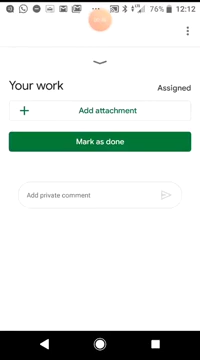 76% 12:12
Your work
Assigned
+ Add attachment
Mark as done
Add private comment